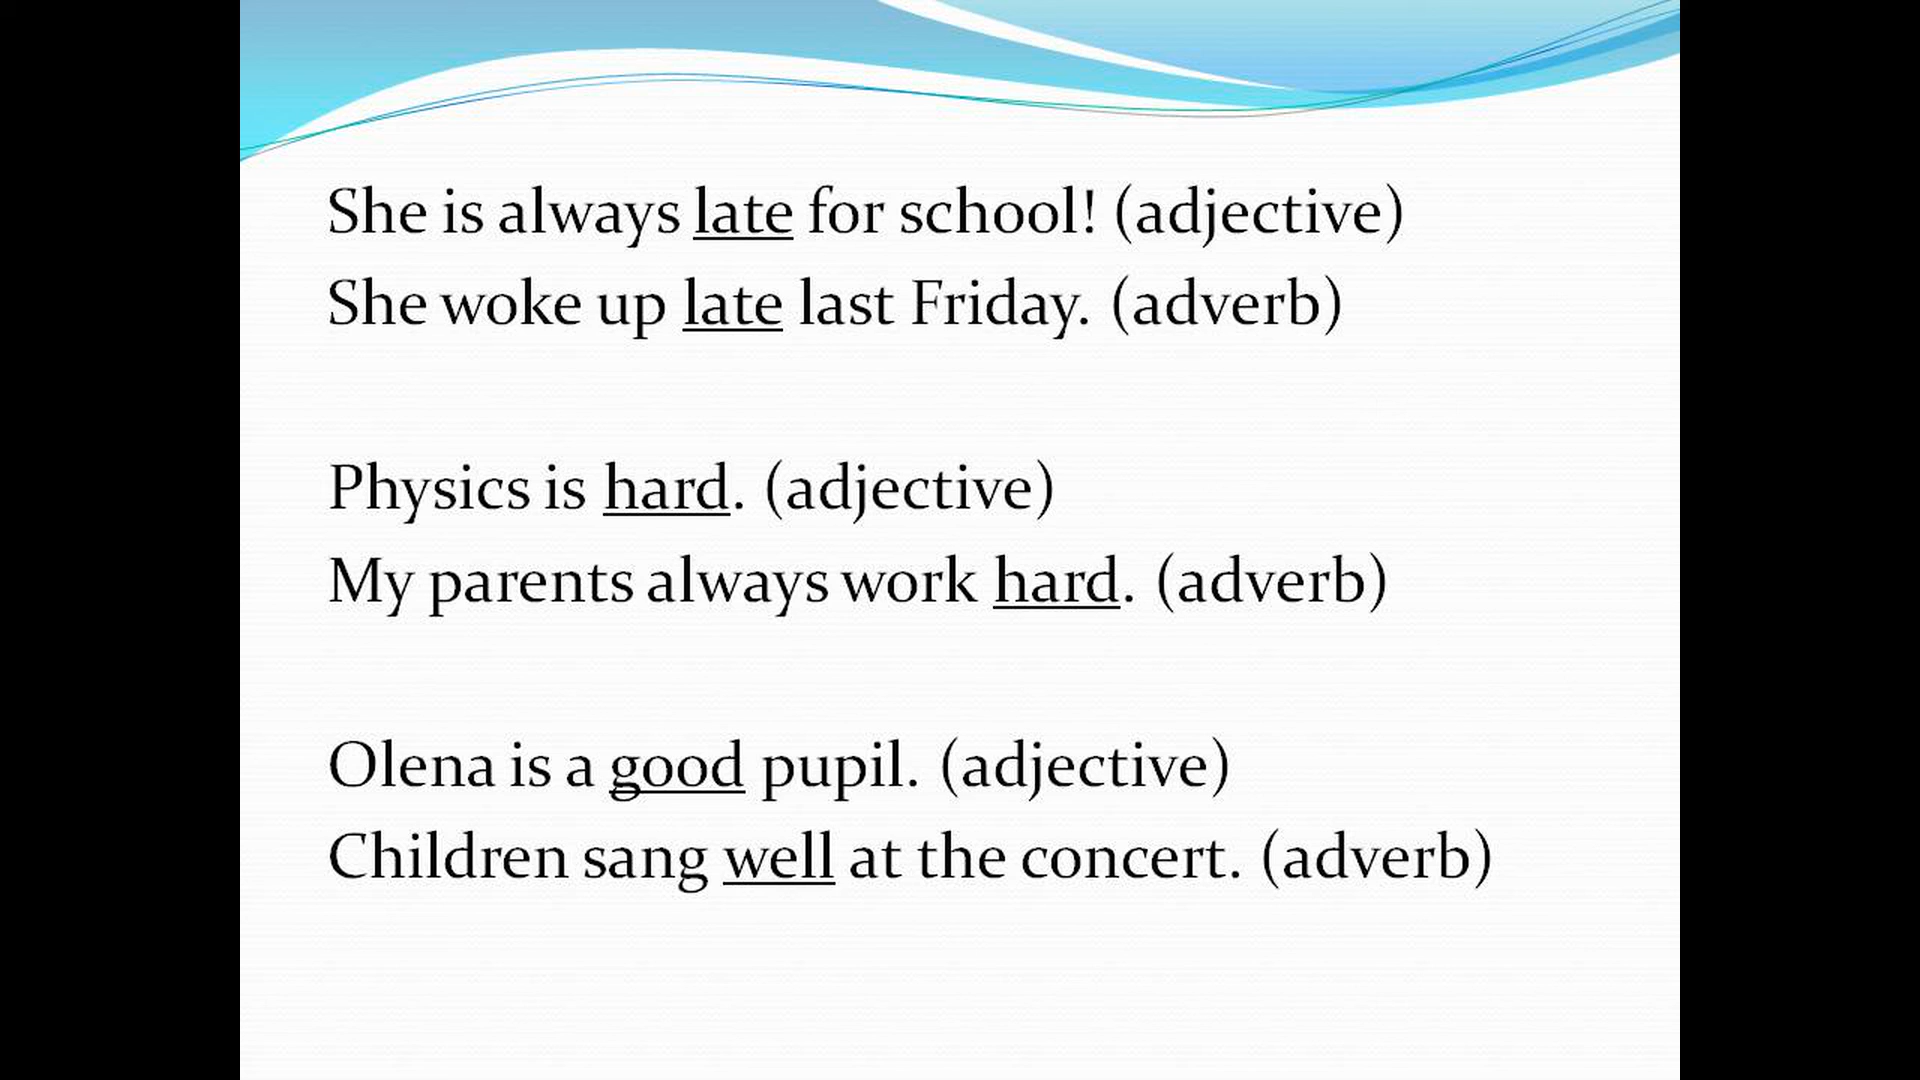 She is always late for school! (adjective)
She woke up late last Friday. (adverb)
Physics is hard. (adjective)
My parents always work hard. (adverb)
Olena is a good pupil. (adjective)
Children sang well at the concert. (adverb)